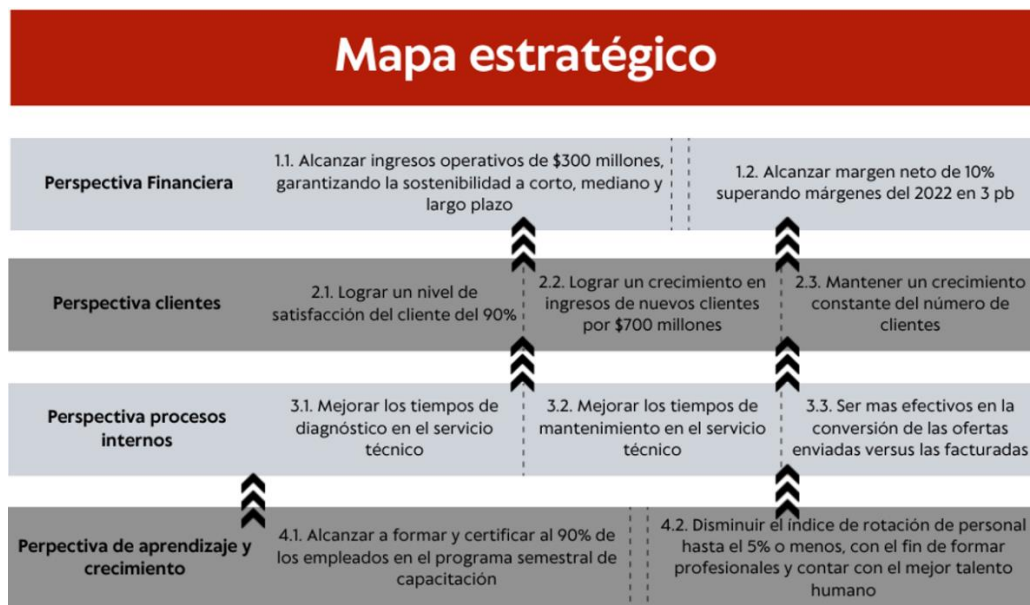 Mapa estratégico
Perspectiva Financiera
1.1. Alcanzar ingresos operativos de $300 millones,
garantizando la sostenibilidad a corto, mediano y
largo plazo
1.2. Alcanzar margen neto de 10%
superando márgenes del 2022 en 3 pb
Perspectiva clientes
2.1. Lograr un nivel de
satisfacción del cliente del 90%
2.2. Lograr un crecimiento en
ingresos de nuevos clientes
por $700 millones
2.3. Mantener un crecimiento
constante del número de
clientes
Perspectiva procesos
internos
3.1. Mejorar los tiempos de
diagnóstico en el servicio
técnico
3.2. Mejorar los tiempos de
mantenimiento en el servicio
técnico
3.3. Ser mas efectivos en la
conversión de las ofertas
enviadas versus las facturadas
Perpectiva de aprendizaje y
crecimiento
4.1. Alcanzar a formar y certificar al 90% de
los empleados en el programa semestral de
capacitación
4.2. Disminuir el índice de rotación de personal
hasta el 5% o menos, con el fin de formar
profesionales y contar con el mejor talento
humano